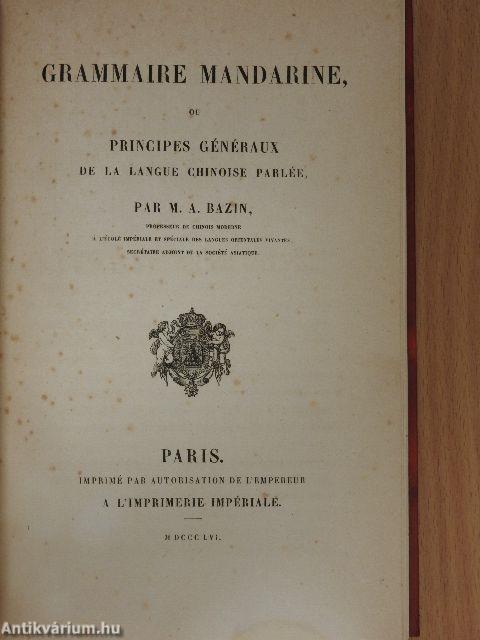 GRAMMAIRE MANDARINE,
OU
PRINCIPES GÉNÉRAUX
DE LA LANGUE CHINOISE PARLÉE,
PAR M. A. BAZIN,
PROFESSEUR DE CHINOIS MODERNE
À L'ÉCOLE IMPÉRIALE ET SPÉCIALE DES LANGUES ORIENTALES VIVANTES,
SECRÉTAIRE ADJOINT DE LA SOCIÉTÉ ASIATIQUE.
PARIS.
IMPRIMÉ PAR AUTORISATION DE L'EMPEREUR
A L'IMPRIMERIE IMPÉRIALE.
M DCCC LVI.
Antikvárium.hu